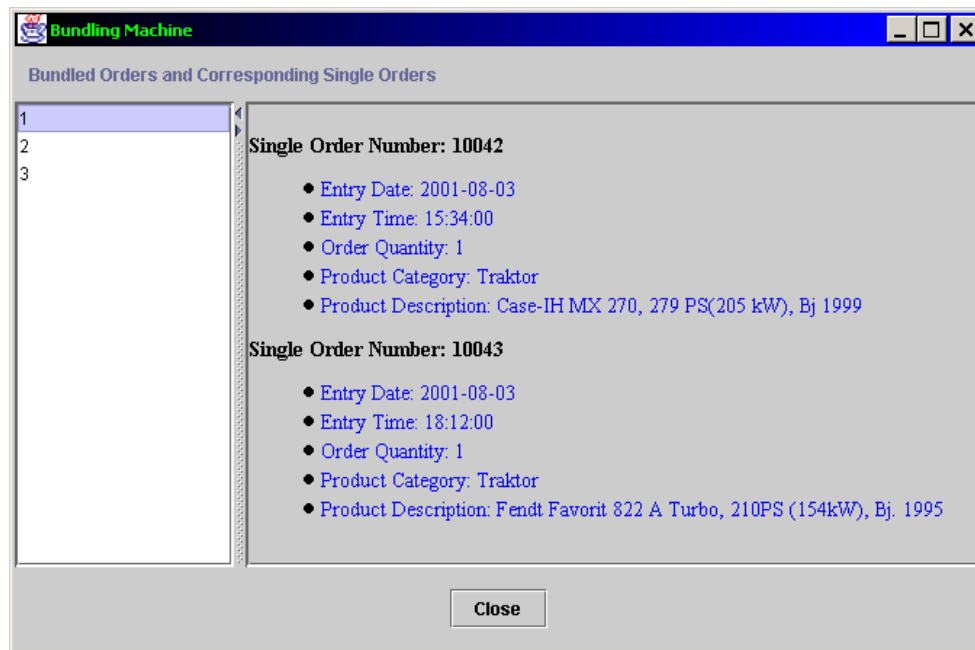 Bundling Machine
Bundled Orders and Corresponding Single Orders
1
2
3
Single Order Number: 10042
Entry Date: 2001-08-03
Entry Time: 15:34:00
Order Quantity: 1
Product Category: Traktor
Product Description: Case-IH MX 270, 279 PS(205 kW), Bj 1999
Single Order Number: 10043
Entry Date: 2001-08-03
Entry Time: 18:12:00
Order Quantity: 1
Product Category: Traktor
Product Description: Fendt Favorit 822 A Turbo, 210PS (154kW), Bj. 1995
Close